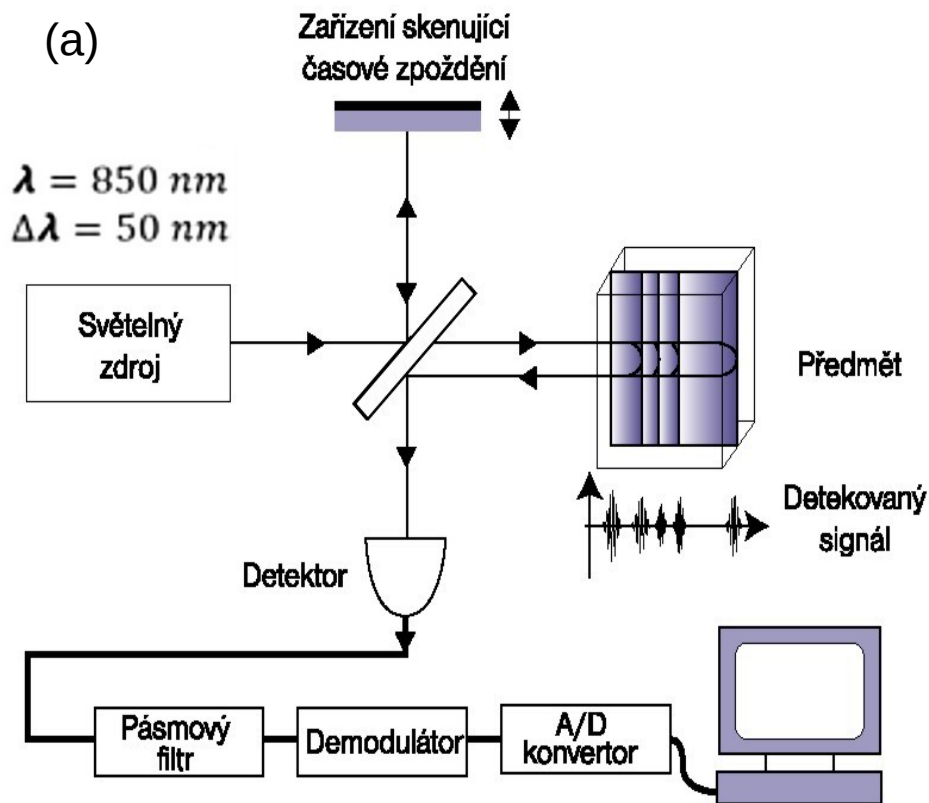 (a)
Zařízení skenující
časové zpoždění
λ = 850 nm
Δλ = 50 nm
Světelný
zdroj
Předmět
Detekovaný
signál
Detektor
Pásmový
filtr
Demodulátor
A/D
konvertor